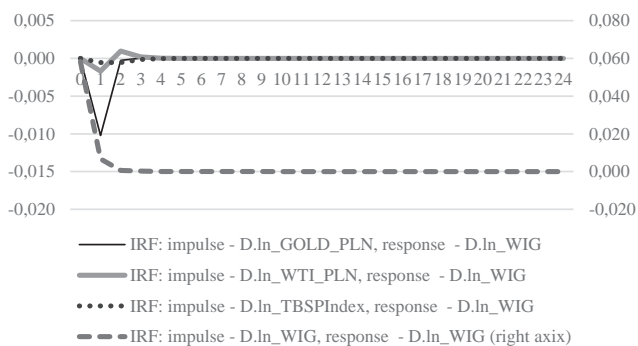 0,005 0,080
0,000 0,060
0 1 2 3 4 5 6 7 8 9 10 11 12 13 14 15 16 17 18 19 20 21 22 23 24
-0,005 0,040
-0,010 0,020
-0,015 0,000
-0,020 -0,020
IRF: impulse - D.ln_GOLD_PLN, response - D.ln_WIG
IRF: impulse - D.ln_WTI_PLN, response - D.ln_WIG
IRF: impulse - D.ln_TBSPIndex, response - D.ln_WIG
IRF: impulse - D.ln_WIG, response - D.ln_WIG (right axis)